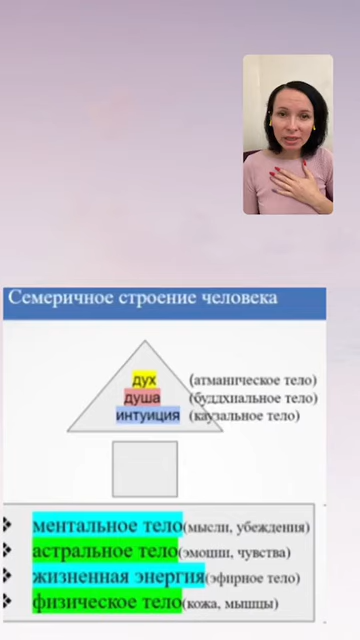 Семеричное строение человека
дух (атманическое тело)
душа (буддхиальное тело)
интуиция (каузальное тело)
ментальное тело(мысли, убеждения)
астральное тело(эмоции, чувства)
жизненная энергия(эфирное тело)
физическое тело(кожа, мышцы)